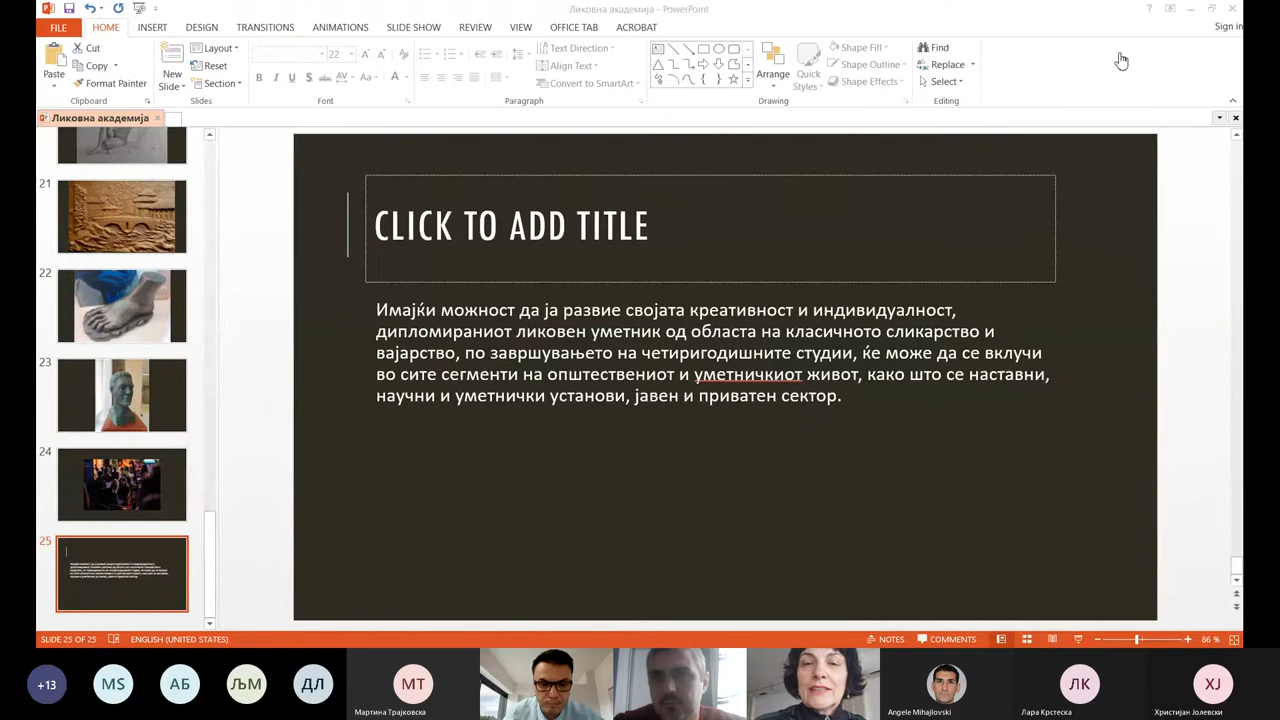 Ликовна академија - PowerPoint
FILE HOME INSERT DESIGN TRANSITIONS ANIMATIONS SLIDE SHOW REVIEW VIEW OFFICE TAB ACROBAT Sign in
Cut
Copy
Format Painter
Paste
Clipboard
New Slide
Layout
Reset
Section
Slides
22
Font
Text Direction
Align Text
Convert to SmartArt
Paragraph
Arrange
Quick Styles
Shape Fill
Shape Outline
Shape Effects
Drawing
Find
Replace
Select
Editing
Ликовна академија
21
22
23
24
25
CLICK TO ADD TITLE
Имајќи можност да ја развие својата креативност и индивидуалност,
дипломираниот ликовен уметник од областа на класичното сликарство и
вајарство, по завршувањето на четиригодишните студии, ќе може да се вклучи
во сите сегменти на општествениот и уметничкиот живот, како што се наставни,
научни и уметнички установи, јавен и приватен сектор.
SLIDE 25 OF 25 ENGLISH (UNITED STATES) NOTES COMMENTS 86 %
+13 MS АБ ЉМ ДЛ МТ ЛК ХЈ
Мартина Трајковска Angele Mihajlovski Лара Крстеска Христијан Јолевски